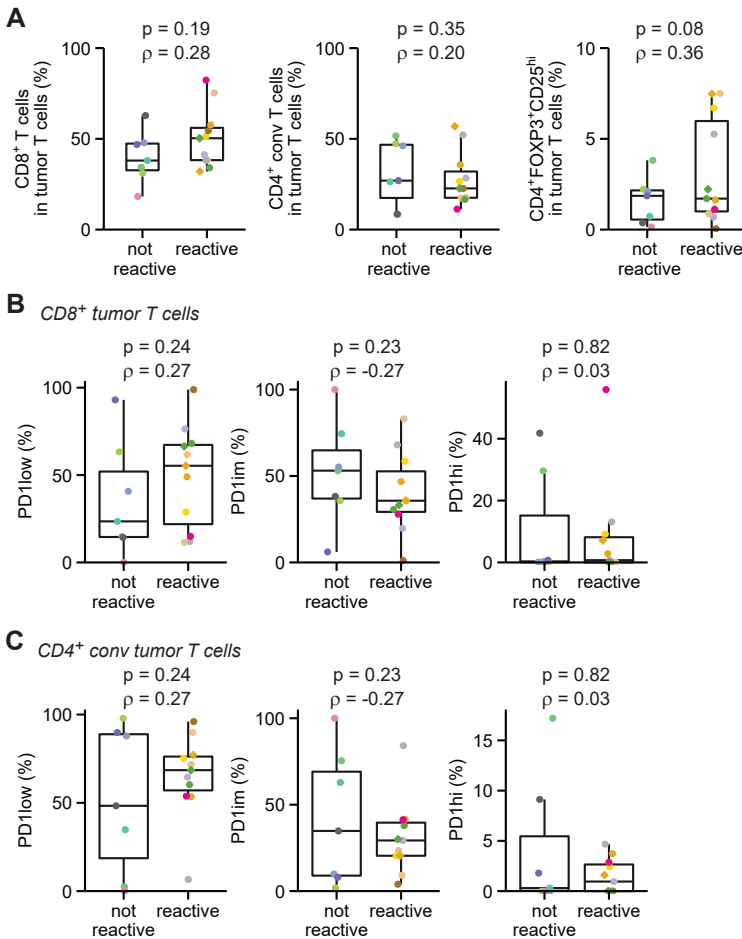 A
p = 0.19
ρ = 0.28
CD8⁺ T cells
in tumor T cells (%)
100
50
0
not
reactive
reactive
p = 0.35
ρ = 0.20
CD4⁺ conv T cells
in tumor T cells (%)
100
50
0
not
reactive
reactive
p = 0.08
ρ = 0.36
CD4⁺FOXP3⁺CD25ʰⁱ
in tumor T cells (%)
10
5
0
not
reactive
reactive
B
CD8⁺ tumor T cells
p = 0.24
ρ = 0.27
PD1low (%)
100
50
0
not
reactive
reactive
p = 0.23
ρ = -0.27
PD1im (%)
100
50
0
not
reactive
reactive
p = 0.82
ρ = 0.03
PD1hi (%)
40
20
0
not
reactive
reactive
C
CD4⁺ conv tumor T cells
p = 0.24
ρ = 0.27
PD1low (%)
100
50
0
not
reactive
reactive
p = 0.23
ρ = -0.27
PD1im (%)
100
50
0
not
reactive
reactive
p = 0.82
ρ = 0.03
PD1hi (%)
15
10
5
0
not
reactive
reactive